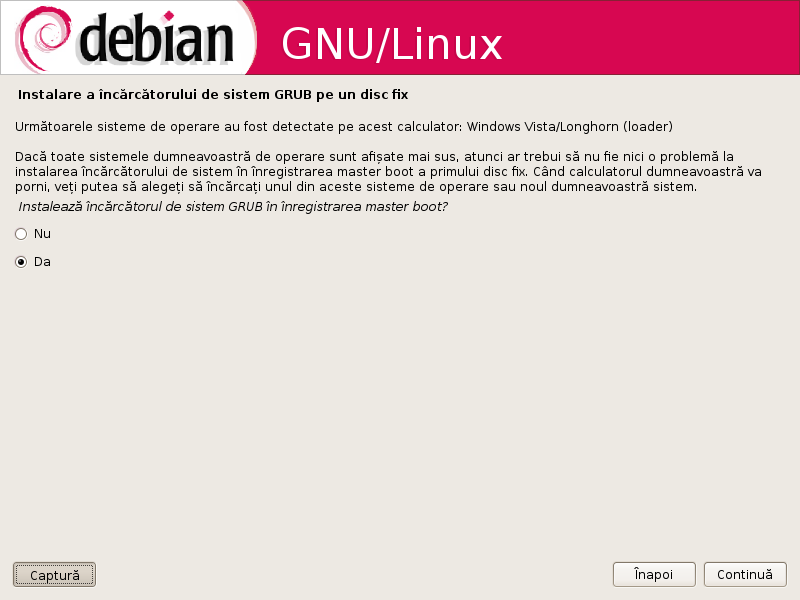 debian GNU/Linux
Instalare a încărcătorului de sistem GRUB pe un disc fix
Următoarele sisteme de operare au fost detectate pe acest calculator: Windows Vista/Longhorn (loader)
Dacă toate sistemele dumneavoastră de operare sunt afișate mai sus, atunci ar trebui să nu fie nici o problemă la
instalarea încărcătorului de sistem în înregistrarea master boot a primului disc fix. Când calculatorul dumneavoastră va
porni, veți putea să alegeți să încărcați unul din aceste sisteme de operare sau noul dumneavoastră sistem.
Instalează încărcătorul de sistem GRUB în înregistrarea master boot?
Nu
Da
Captură Înapoi Continuă